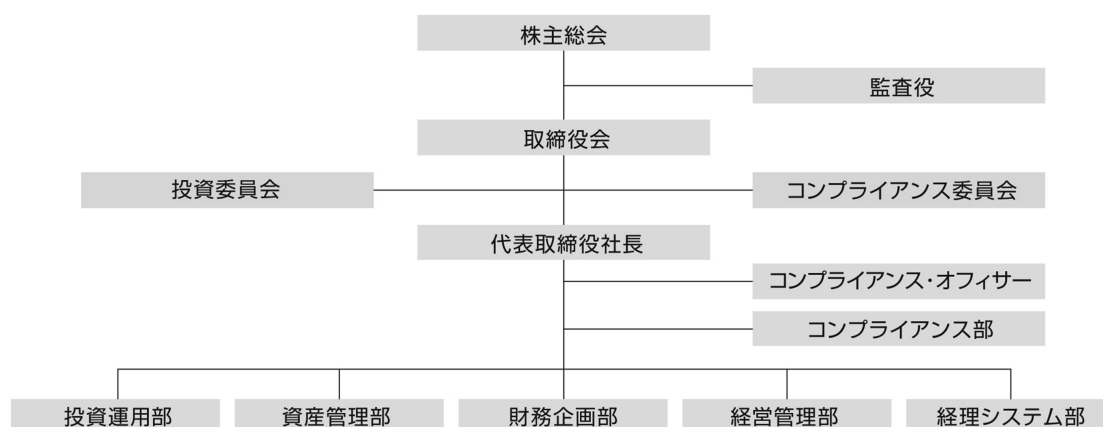 株主総会
監査役
取締役会
投資委員会
コンプライアンス委員会
代表取締役社長
コンプライアンス・オフィサー
コンプライアンス部
投資運用部
資産管理部
財務企画部
経営管理部
経理システム部